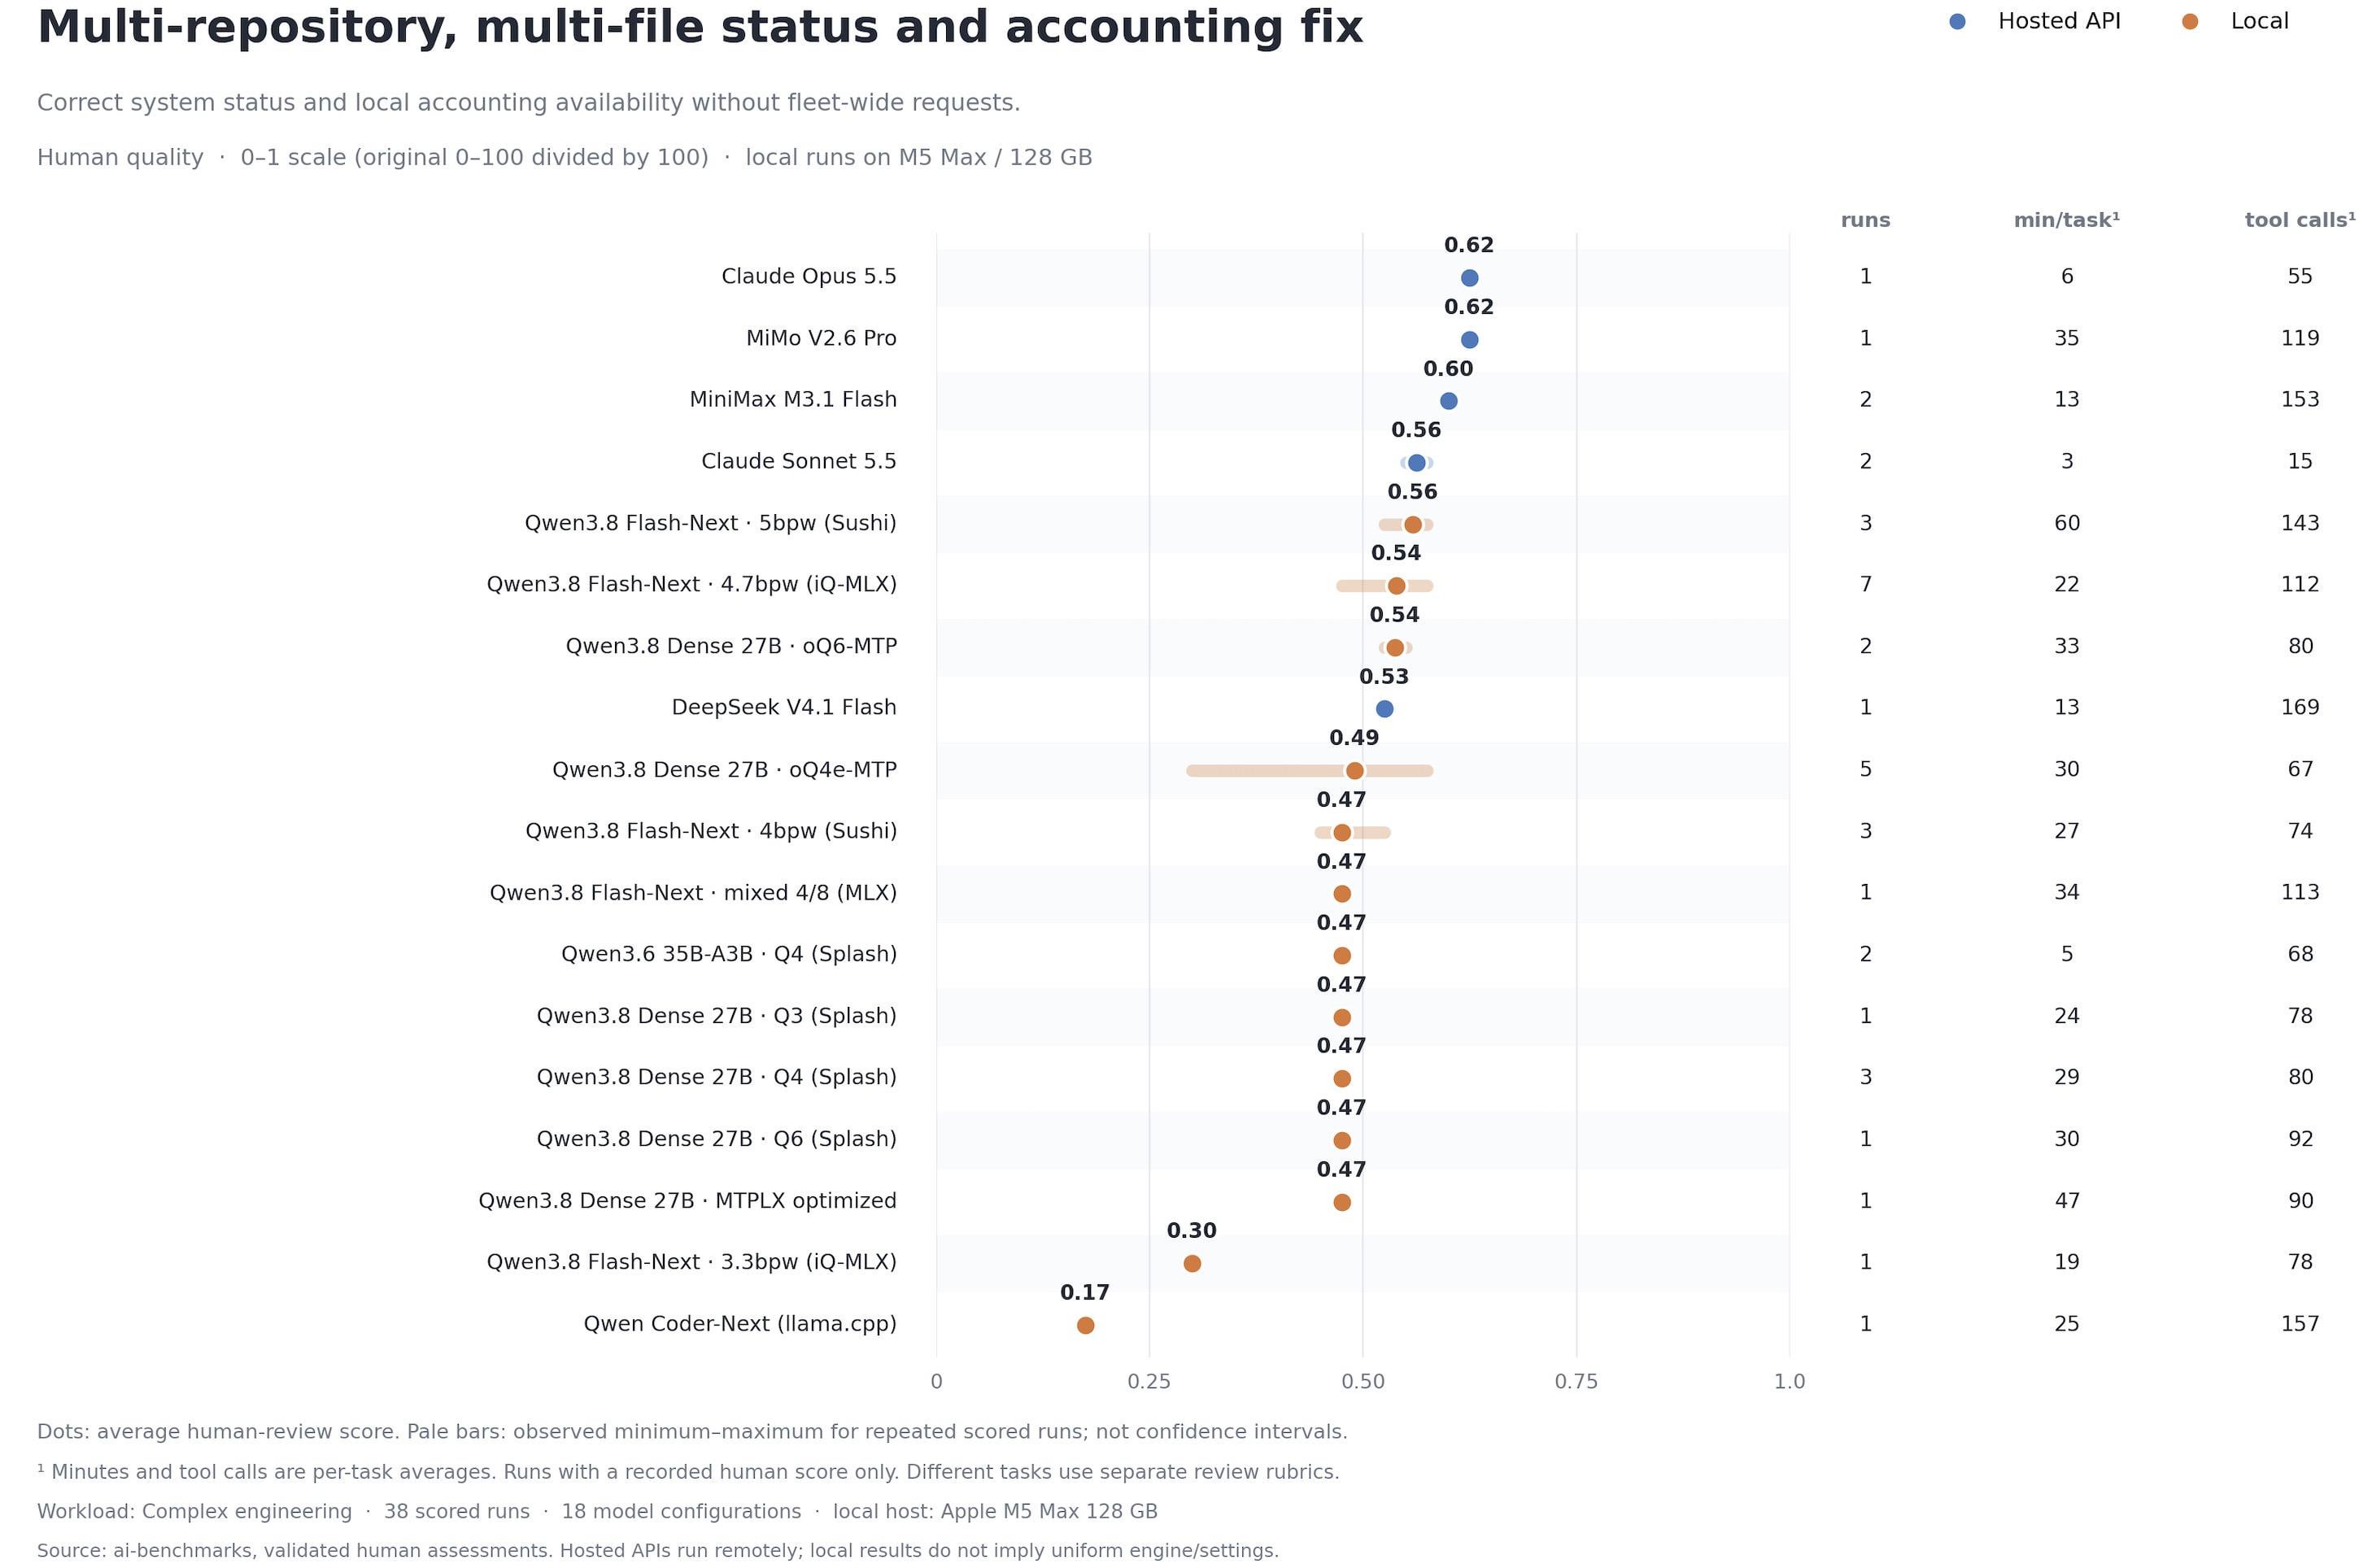 Multi-repository, multi-file status and accounting fix
Hosted API Local
Correct system status and local accounting availability without fleet-wide requests.
Human quality · 0–1 scale (original 0–100 divided by 100) · local runs on M5 Max / 128 GB
runs min/task¹ tool calls¹
0.62
Claude Opus 5.5 1 6 55
0.62
MiMo V2.6 Pro 1 35 119
0.60
MiniMax M3.1 Flash 2 13 153
0.56
Claude Sonnet 5.5 2 3 15
0.56
Qwen3.8 Flash-Next · 5bpw (Sushi) 3 60 143
0.54
Qwen3.8 Flash-Next · 4.7bpw (iQ-MLX) 7 22 112
0.54
Qwen3.8 Dense 27B · oQ6-MTP 2 33 80
0.53
DeepSeek V4.1 Flash 1 13 169
0.49
Qwen3.8 Dense 27B · oQ4e-MTP 5 30 67
0.47
Qwen3.8 Flash-Next · 4bpw (Sushi) 3 27 74
0.47
Qwen3.8 Flash-Next · mixed 4/8 (MLX) 1 34 113
0.47
Qwen3.6 35B-A3B · Q4 (Splash) 2 5 68
0.47
Qwen3.8 Dense 27B · Q3 (Splash) 1 24 78
0.47
Qwen3.8 Dense 27B · Q4 (Splash) 3 29 80
0.47
Qwen3.8 Dense 27B · Q6 (Splash) 1 30 92
0.47
Qwen3.8 Dense 27B · MTPLX optimized 1 47 90
0.30
Qwen3.8 Flash-Next · 3.3bpw (iQ-MLX) 1 19 78
0.17
Qwen Coder-Next (llama.cpp) 1 25 157
0 0.25 0.50 0.75 1.0
Dots: average human-review score. Pale bars: observed minimum–maximum for repeated scored runs; not confidence intervals.
¹ Minutes and tool calls are per-task averages. Runs with a recorded human score only. Different tasks use separate review rubrics.
Workload: Complex engineering · 38 scored runs · 18 model configurations · local host: Apple M5 Max 128 GB
Source: ai-benchmarks, validated human assessments. Hosted APIs run remotely; local results do not imply uniform engine/settings.